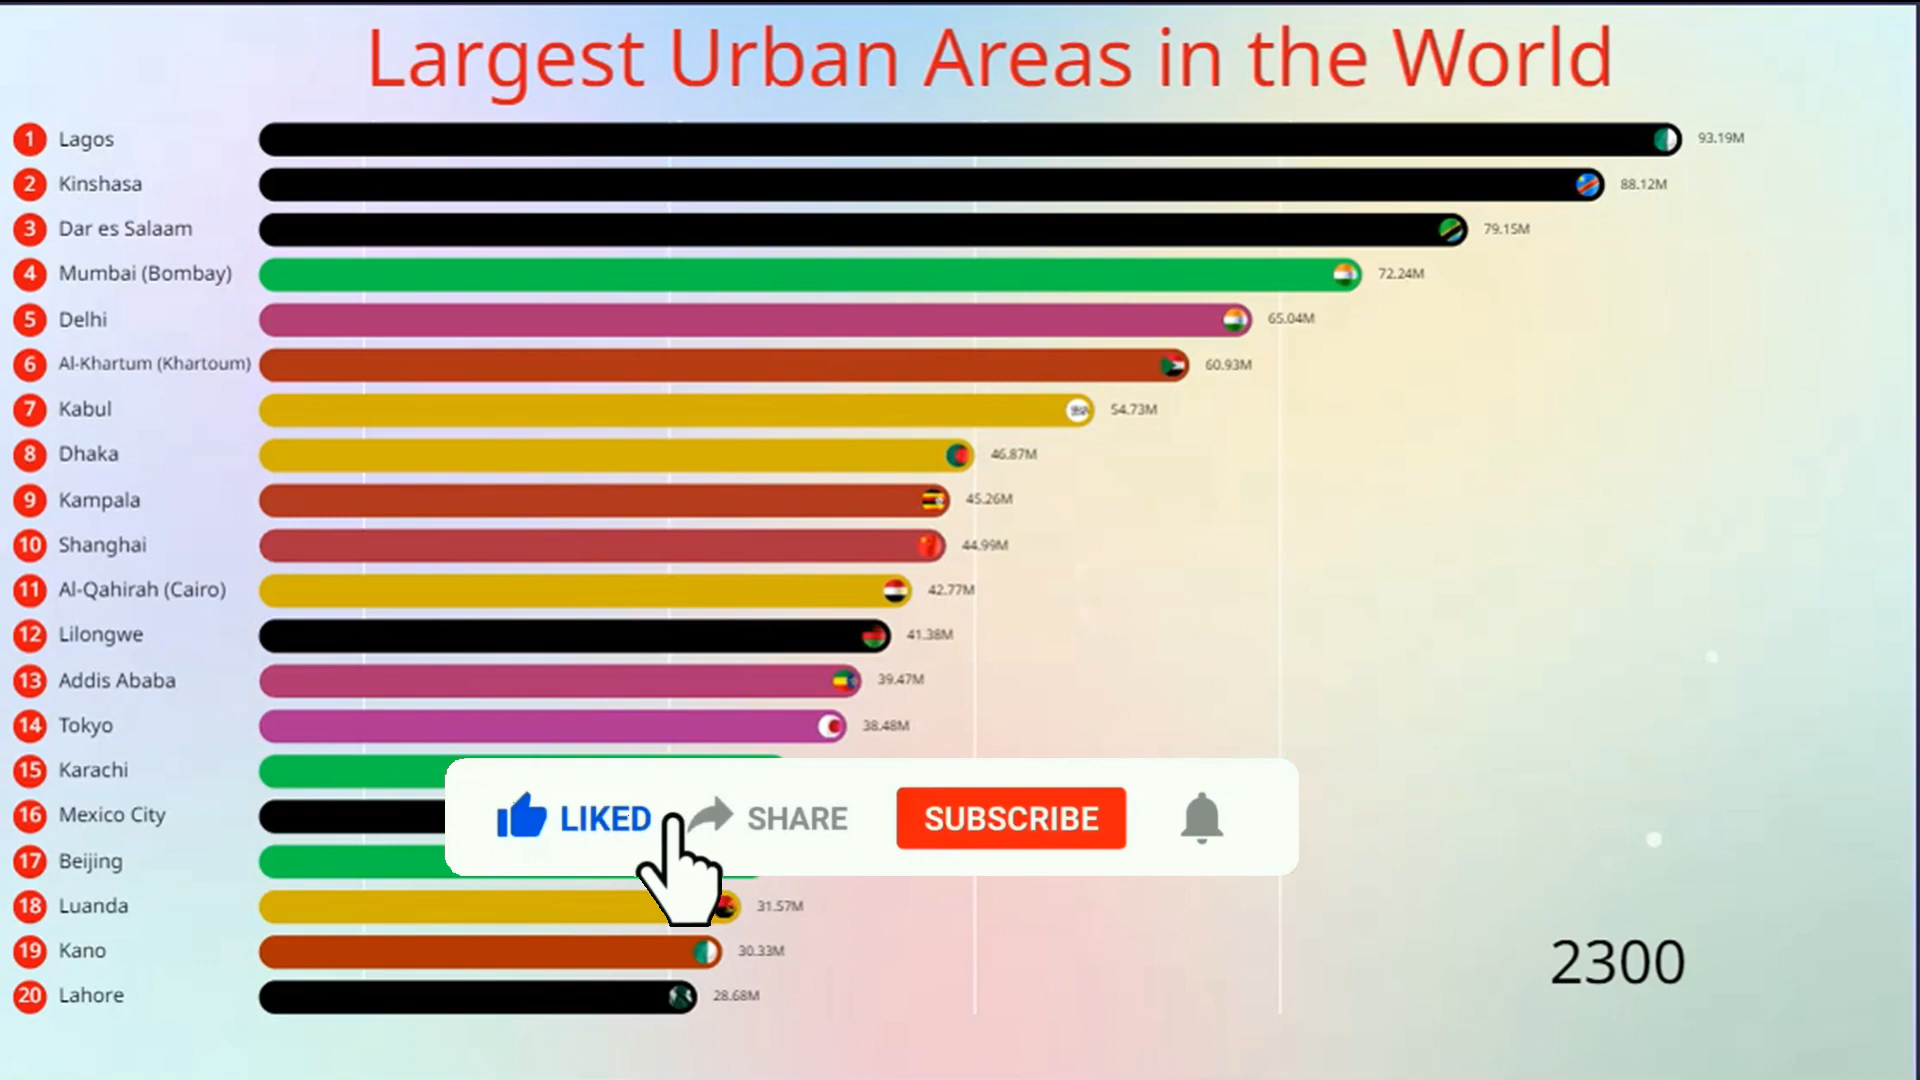 Largest Urban Areas in the World
1 Lagos 93.19M
2 Kinshasa 88.12M
3 Dar es Salaam 79.15M
4 Mumbai (Bombay) 72.24M
5 Delhi 65.04M
6 Al-Khartum (Khartoum) 60.93M
7 Kabul 54.73M
8 Dhaka 46.87M
9 Kampala 45.26M
10 Shanghai 44.99M
11 Al-Qahirah (Cairo) 42.77M
12 Lilongwe 41.38M
13 Addis Ababa 39.47M
14 Tokyo 38.48M
15 Karachi
16 Mexico City
LIKED SHARE SUBSCRIBE
17 Beijing
18 Luanda 31.57M
19 Kano 30.33M
2300
20 Lahore 28.68M